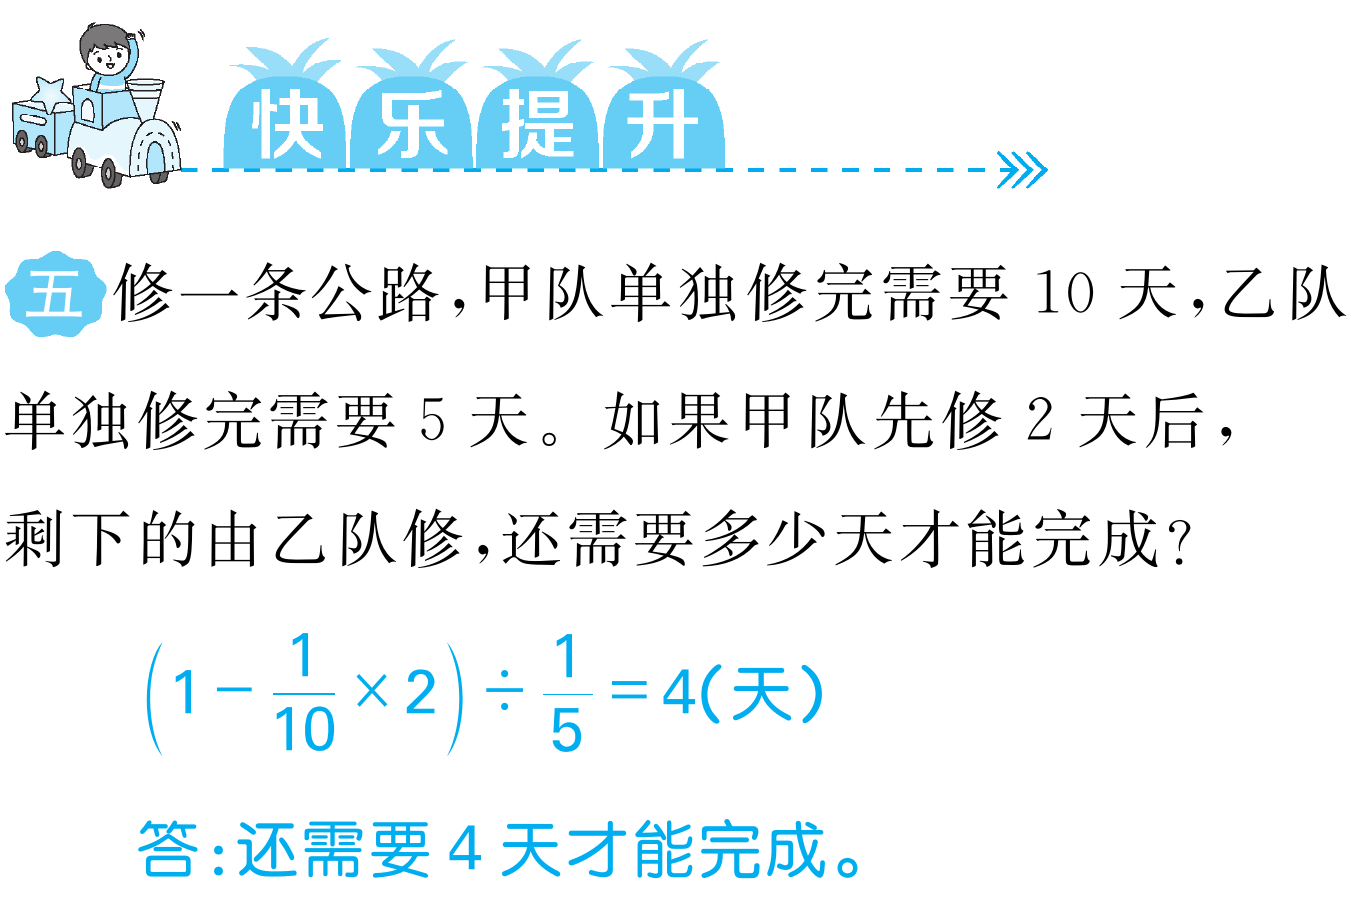 快乐提升
五 修一条公路,甲队单独修完需要 10 天,乙队
单独修完需要 5 天。如果甲队先修 2 天后,
剩下的由乙队修,还需要多少天才能完成?
(1 − 1/10 × 2) ÷ 1/5 = 4(天)
答:还需要 4 天才能完成。